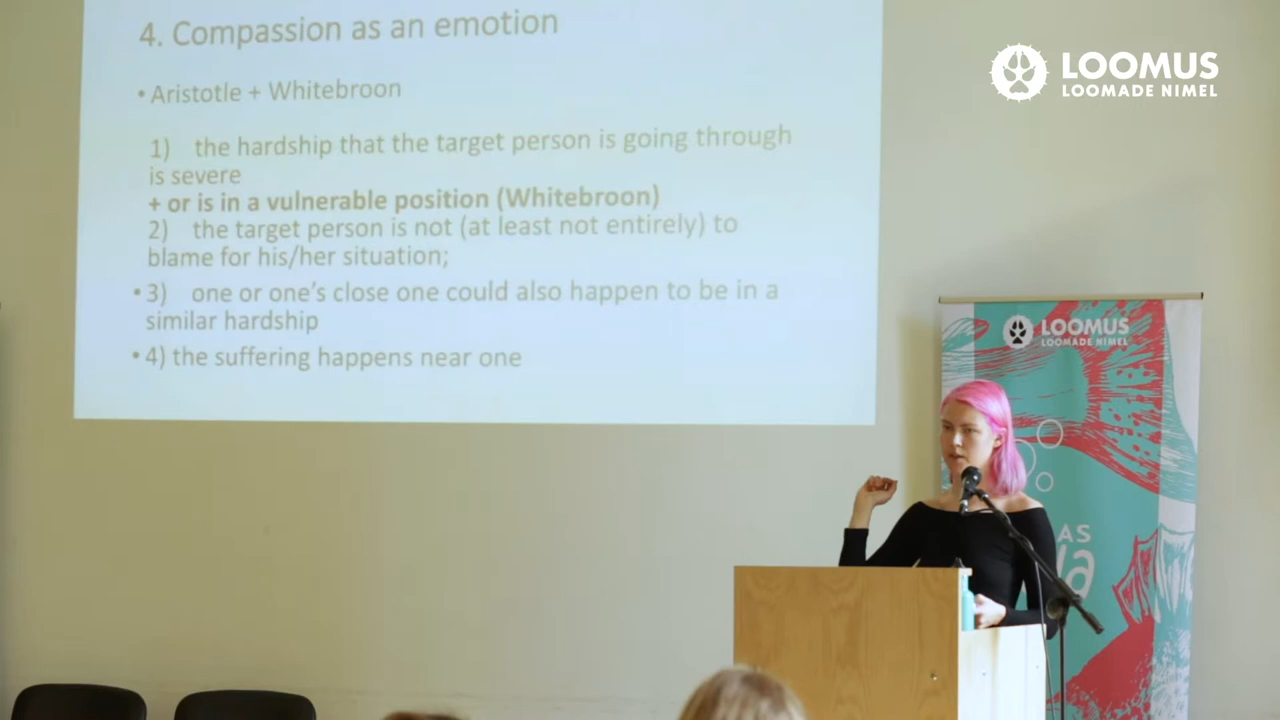 4. Compassion as an emotion
• Aristotle + Whitebroon
1) the hardship that the target person is going through
is severe
+ or is in a vulnerable position (Whitebroon)
2) the target person is not (at least not entirely) to
blame for his/her situation;
• 3) one or one's close one could also happen to be in a
similar hardship
• 4) the suffering happens near one
LOOMUS
LOOMADE NIMEL
LOOMUS
LOOMADE NIMEL
AS